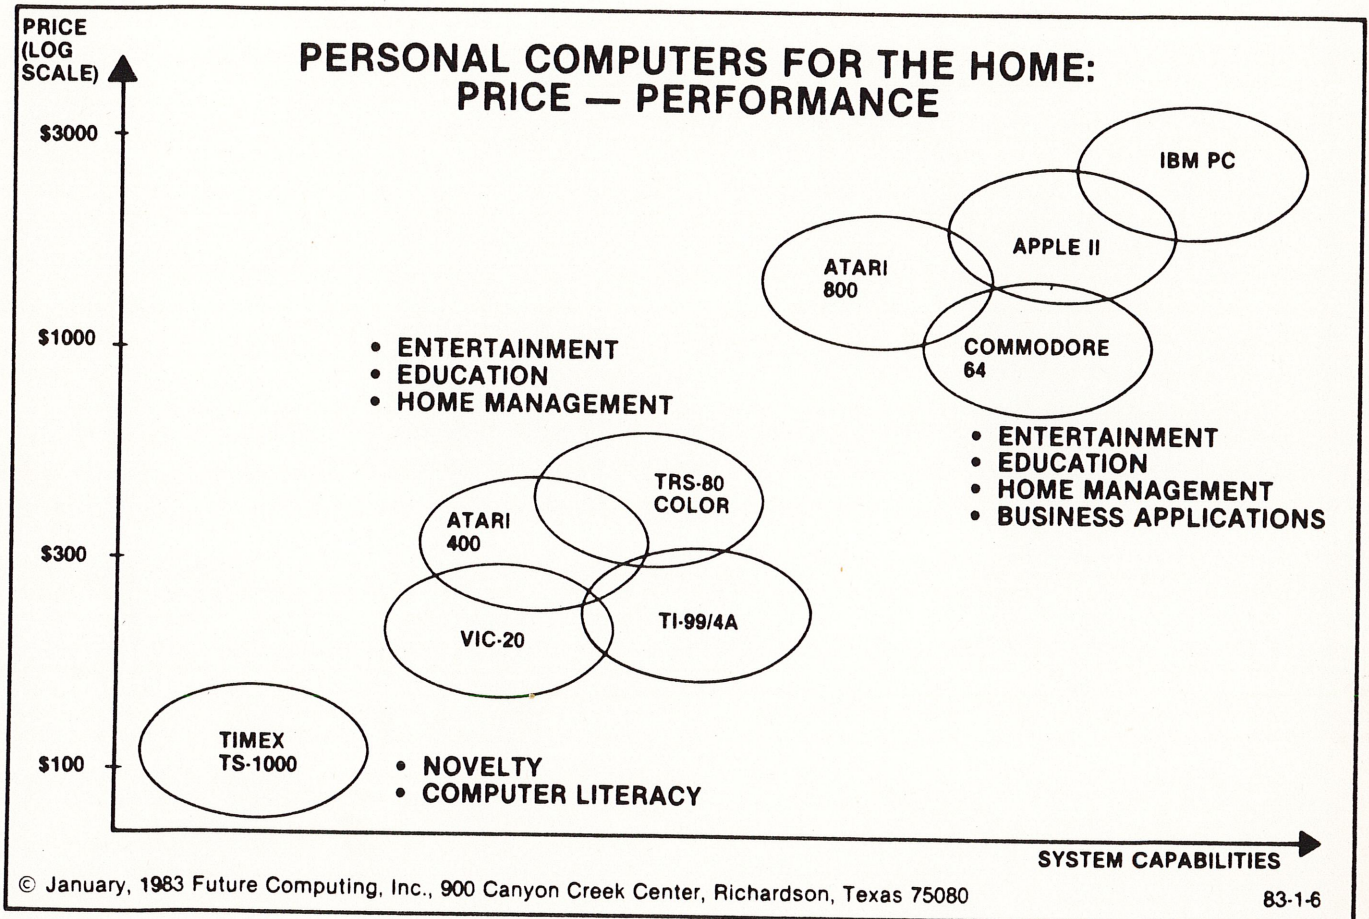 PRICE
(LOG
SCALE)
PERSONAL COMPUTERS FOR THE HOME:
PRICE — PERFORMANCE
$3000
IBM PC
APPLE II
ATARI
800
$1000
COMMODORE
64
• ENTERTAINMENT
• EDUCATION
• HOME MANAGEMENT
• ENTERTAINMENT
• EDUCATION
• HOME MANAGEMENT
• BUSINESS APPLICATIONS
TRS-80
COLOR
ATARI
400
$300
VIC-20
TI-99/4A
TIMEX
TS-1000
$100
• NOVELTY
• COMPUTER LITERACY
SYSTEM CAPABILITIES
© January, 1983 Future Computing, Inc., 900 Canyon Creek Center, Richardson, Texas 75080
83-1-6